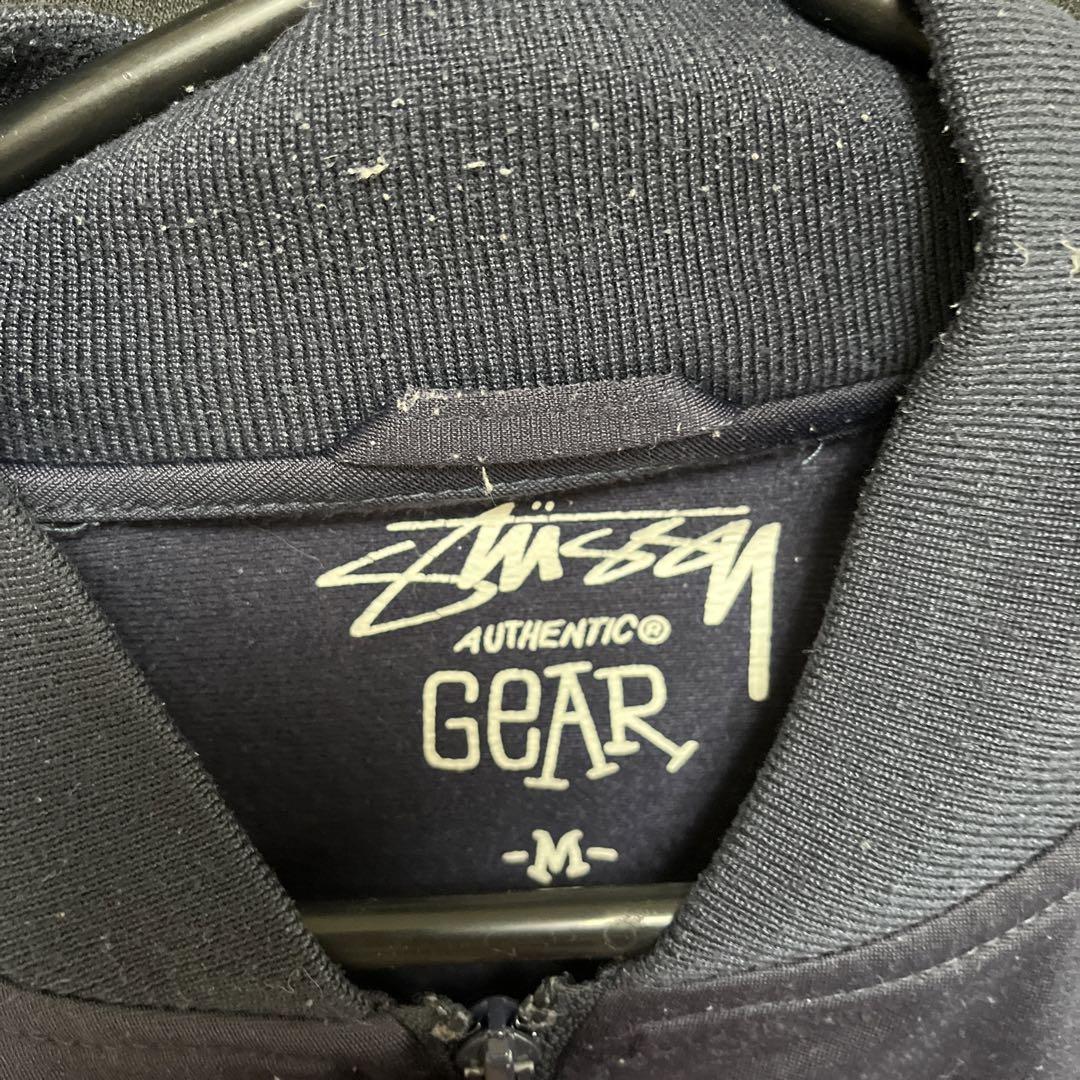 Stüssy
AUTHENTIC®
GeAR
-M-